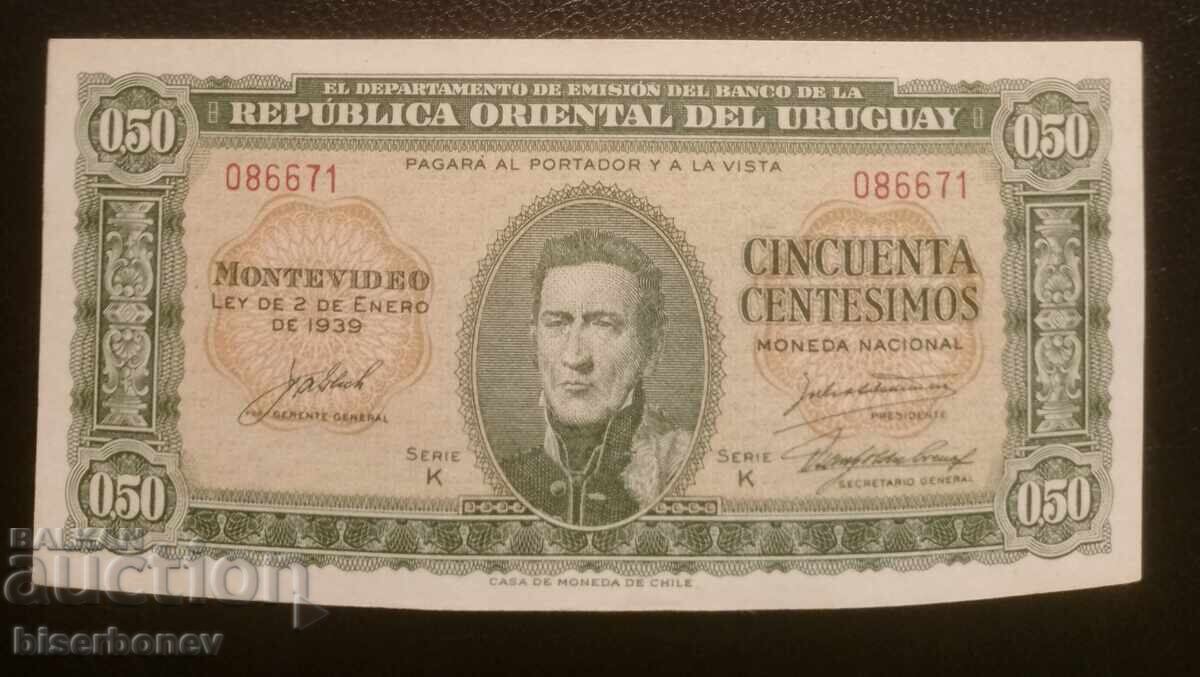 EL DEPARTAMENTO DE EMISIÓN DEL BANCO DE LA
REPÚBLICA ORIENTAL DEL URUGUAY
0,50
0,50
PAGARÁ AL PORTADOR Y A LA VISTA
086671
086671
MONTEVIDEO
LEY DE 2 DE ENERO
DE 1939
CINCUENTA
CENTESIMOS
MONEDA NACIONAL
GERENTE GENERAL
PRESIDENTE
SERIE
K
SERIE
K
SECRETARIO GENERAL
0,50
0,50
CASA DE MONEDA DE CHILE
BALKAN
auction
biserbonev